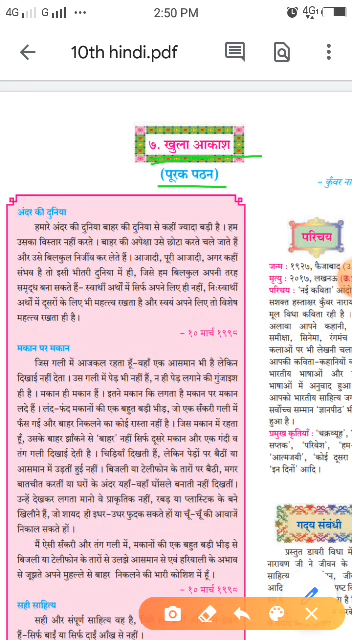 4G G ••• 2:50 PM 4G
10th hindi.pdf
७. खुला आकाश
(पूरक पठन)
– कुँवर ना
अंदर की दुनिया
हमारे अंदर की दुनिया बाहर की दुनिया से कहीं ज्यादा बड़ी है । हम
उसका विस्तार नहीं करते । बाहर की अपेक्षा उसे छोटा करते चले जाते हैं
और उसे बिलकुल निर्जीव कर लेते हैं । आजादी, पूरी आजादी, अगर कहीं
संभव है तो इसी भीतरी दुनिया में ही, जिसे हम बिलकुल अपनी तरह
समृद्ध बना सकते हैं- स्वार्थी अर्थों में सिर्फ अपने लिए ही नहीं, नि:स्वार्थी
अर्थों में दूसरों के लिए भी महत्त्व रखता है और स्वयं अपने लिए तो विशेष
महत्त्व रखता ही है ।
– १० मार्च १९९८
मकान पर मकान
जिस गली में आजकल रहता हूँ-वहाँ एक आसमान भी है लेकिन
दिखाई नहीं देता । उस गली में पेड़ भी नहीं हैं, न ही पेड़ लगाने की गुंजाइश
ही है । मकान ही मकान हैं । इतने मकान कि लगता है मकान पर मकान
लदे हैं । लंद-फंद मकानों की एक बहुत बड़ी भीड़, जो एक सँकरी गली में
फँस गई और बाहर निकलने का कोई रास्ता नहीं है । जिस मकान में रहता
हूँ, उसके बाहर झाँकने से 'बाहर' नहीं सिर्फ दूसरे मकान और एक गंदी व
तंग गली दिखाई देती है । चिड़ियाँ दिखती हैं, लेकिन पेड़ों पर बैठीं या
आसमान में उड़तीं हुई नहीं । बिजली या टेलीफोन के तारों पर बैठी, मगर
बातचीत करतीं या घरों के अंदर यहाँ-वहाँ घोंसले बनाती नहीं दिखतीं ।
उन्हें देखकर लगता मानो वे प्राकृतिक नहीं, रबड़ या प्लास्टिक के बने
खिलौने हैं, जो शायद ही इधर-उधर फुदक सकते हों या चूँ-चूँ की आवाजें
निकाल सकते हों ।
मैं ऐसी सँकरी और तंग गली में, मकानों की एक बहुत बड़ी भीड़ से
बिजली या टेलीफोन के तारों से उलझे आसमान से एवं हरियाली के अभाव
से जूझते अपने मुहल्ले से बाहर निकलने की भारी कोशिश में हूँ ।
– १० मार्च १९९८
सही साहित्य
सही और संपूर्ण साहित्य वह है,
हैं-सिर्फ बाईं या सिर्फ दाईं आँख से नहीं ।
परिचय
जन्म : १९२७, फैजाबाद (उ.
मृत्यु : २०१७, लखनऊ (उ.
परिचय : 'नई कविता' आंदो
सशक्त हस्ताक्षर कुँवर नाराय
मूल विधा कविता रही है ।
अलावा आपने कहानी,
समीक्षा, सिनेमा, रंगमंच
कलाओं पर भी लेखनी चला
आपकी कविता-कहानियों क
भारतीय भाषाओं और
भाषाओं में अनुवाद हुआ
आपको भारतीय साहित्य जग
सर्वोच्च सम्मान 'ज्ञानपीठ' भी
हुआ है ।
प्रमुख कृतियाँ : 'चक्रव्यूह', '
सप्तक', 'परिवेश', 'हम-
'आत्मजयी', 'कोई दूसरा
'इन दिनों' आदि ।
गद्य संबंधी
प्रस्तुत डायरी विधा में
नारायण जी ने जीवन के
साहित्य
आदि